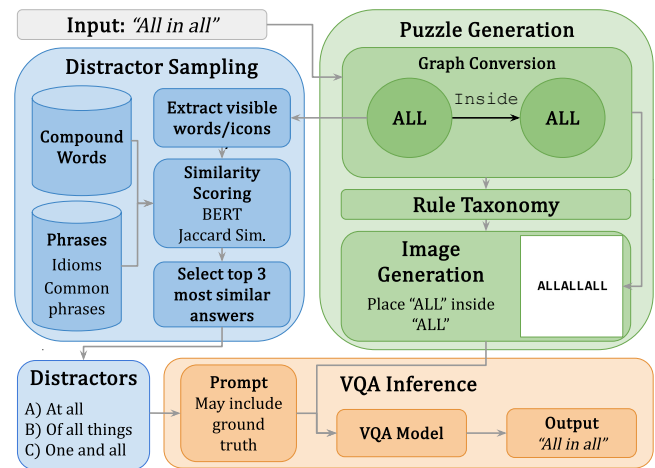 Input: “All in all”
Puzzle Generation
Graph Conversion
ALL
Inside
ALL
Rule Taxonomy
Image
Generation
Place “ALL” inside
“ALL”
ALLALLALL
Distractor Sampling
Compound
Words
Phrases
Idioms
Common
phrases
Extract visible
words/icons
Similarity
Scoring
BERT
Jaccard Sim.
Select top 3
most similar
answers
Distractors
A) At all
B) Of all things
C) One and all
VQA Inference
Prompt
May include
ground
truth
VQA Model
Output
“All in all”